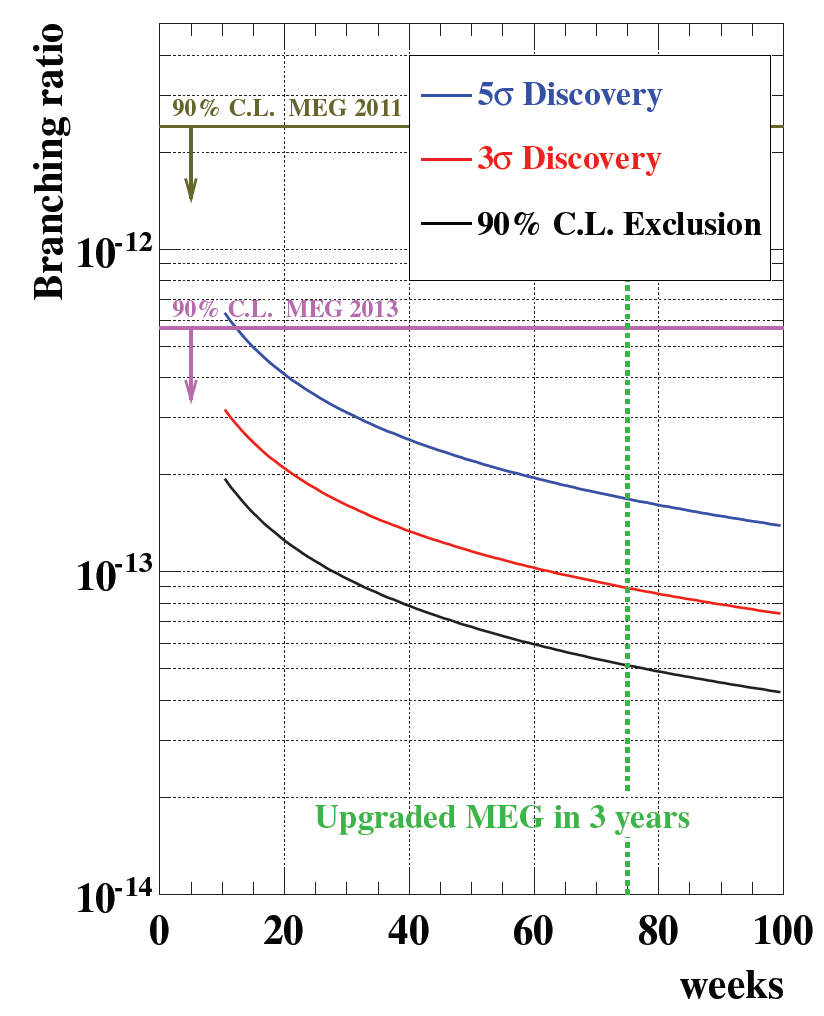 Branching ratio
90% C.L. MEG 2011
5σ Discovery
3σ Discovery
90% C.L. Exclusion
10^-12
90% C.L. MEG 2013
10^-13
Upgraded MEG in 3 years
10^-14
0 20 40 60 80 100
weeks